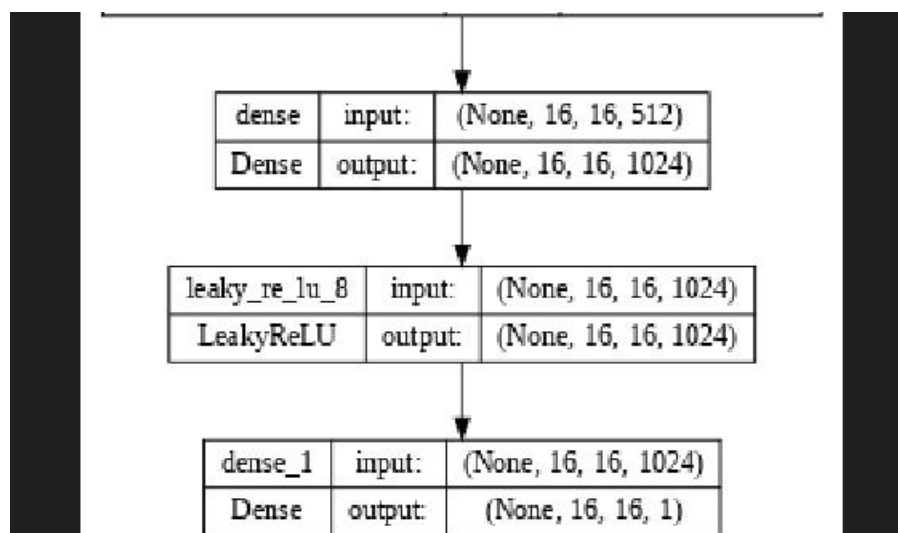 dense input: (None, 16, 16, 512)
Dense output: (None, 16, 16, 1024)
leaky_re_lu_8 input: (None, 16, 16, 1024)
LeakyReLU output: (None, 16, 16, 1024)
dense_1 input: (None, 16, 16, 1024)
Dense output: (None, 16, 16, 1)